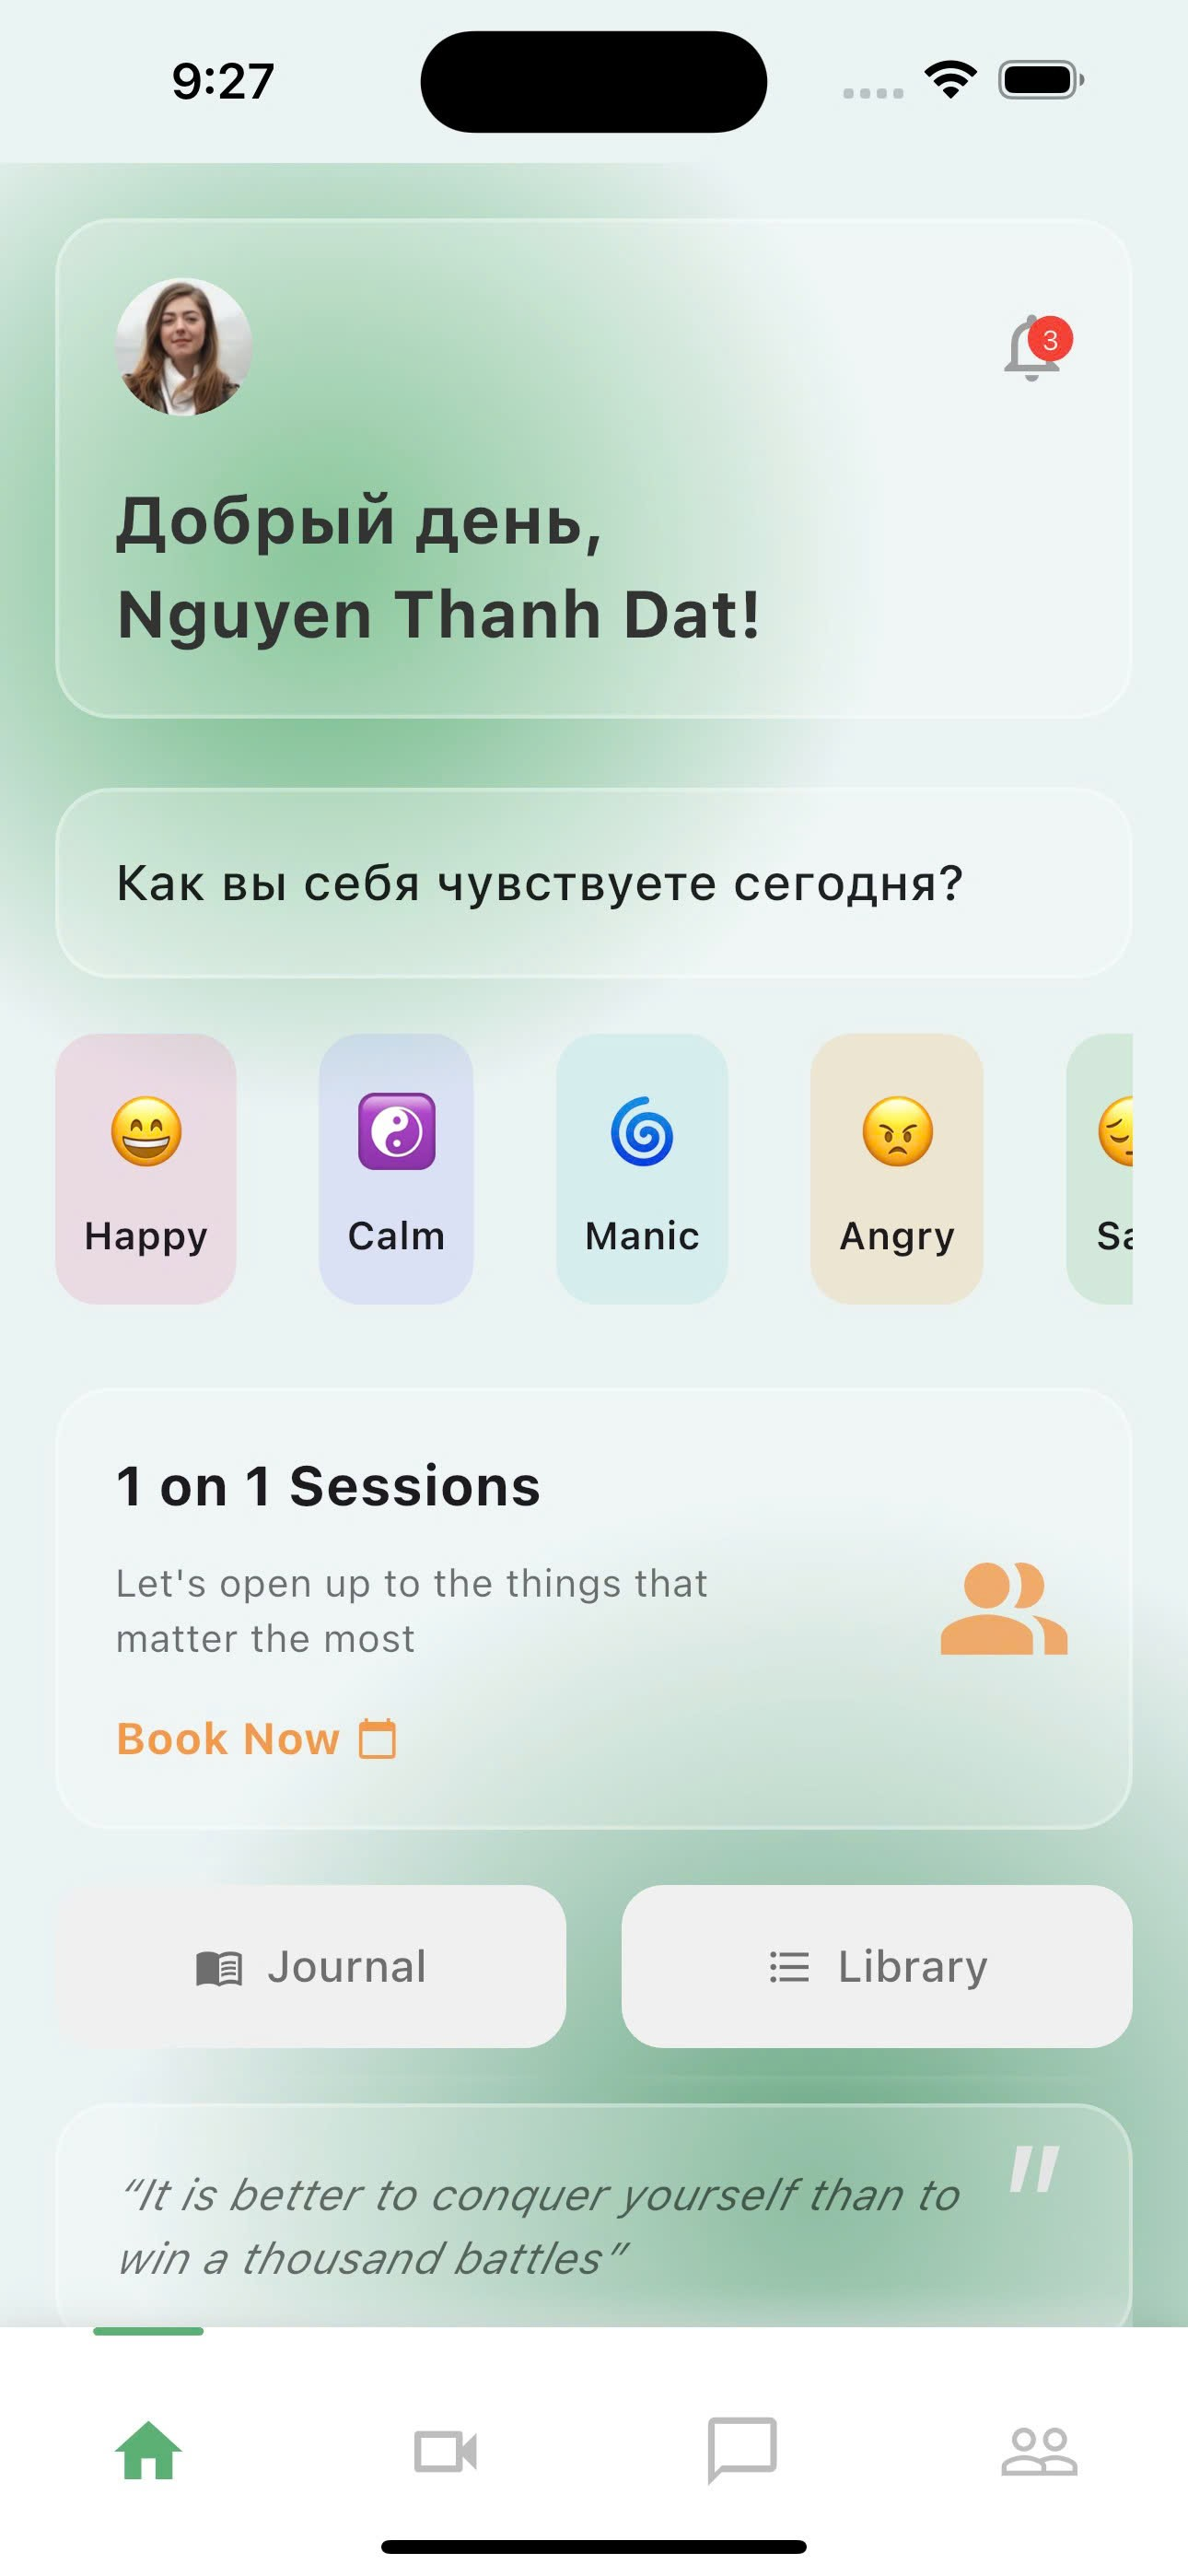 9:27
3
Добрый день,
Nguyen Thanh Dat!
Как вы себя чувствуете сегодня?
Happy
Calm
Manic
Angry
Sa
1 on 1 Sessions
Let's open up to the things that
matter the most
Book Now
Journal
Library
“It is better to conquer yourself than to
win a thousand battles”
"